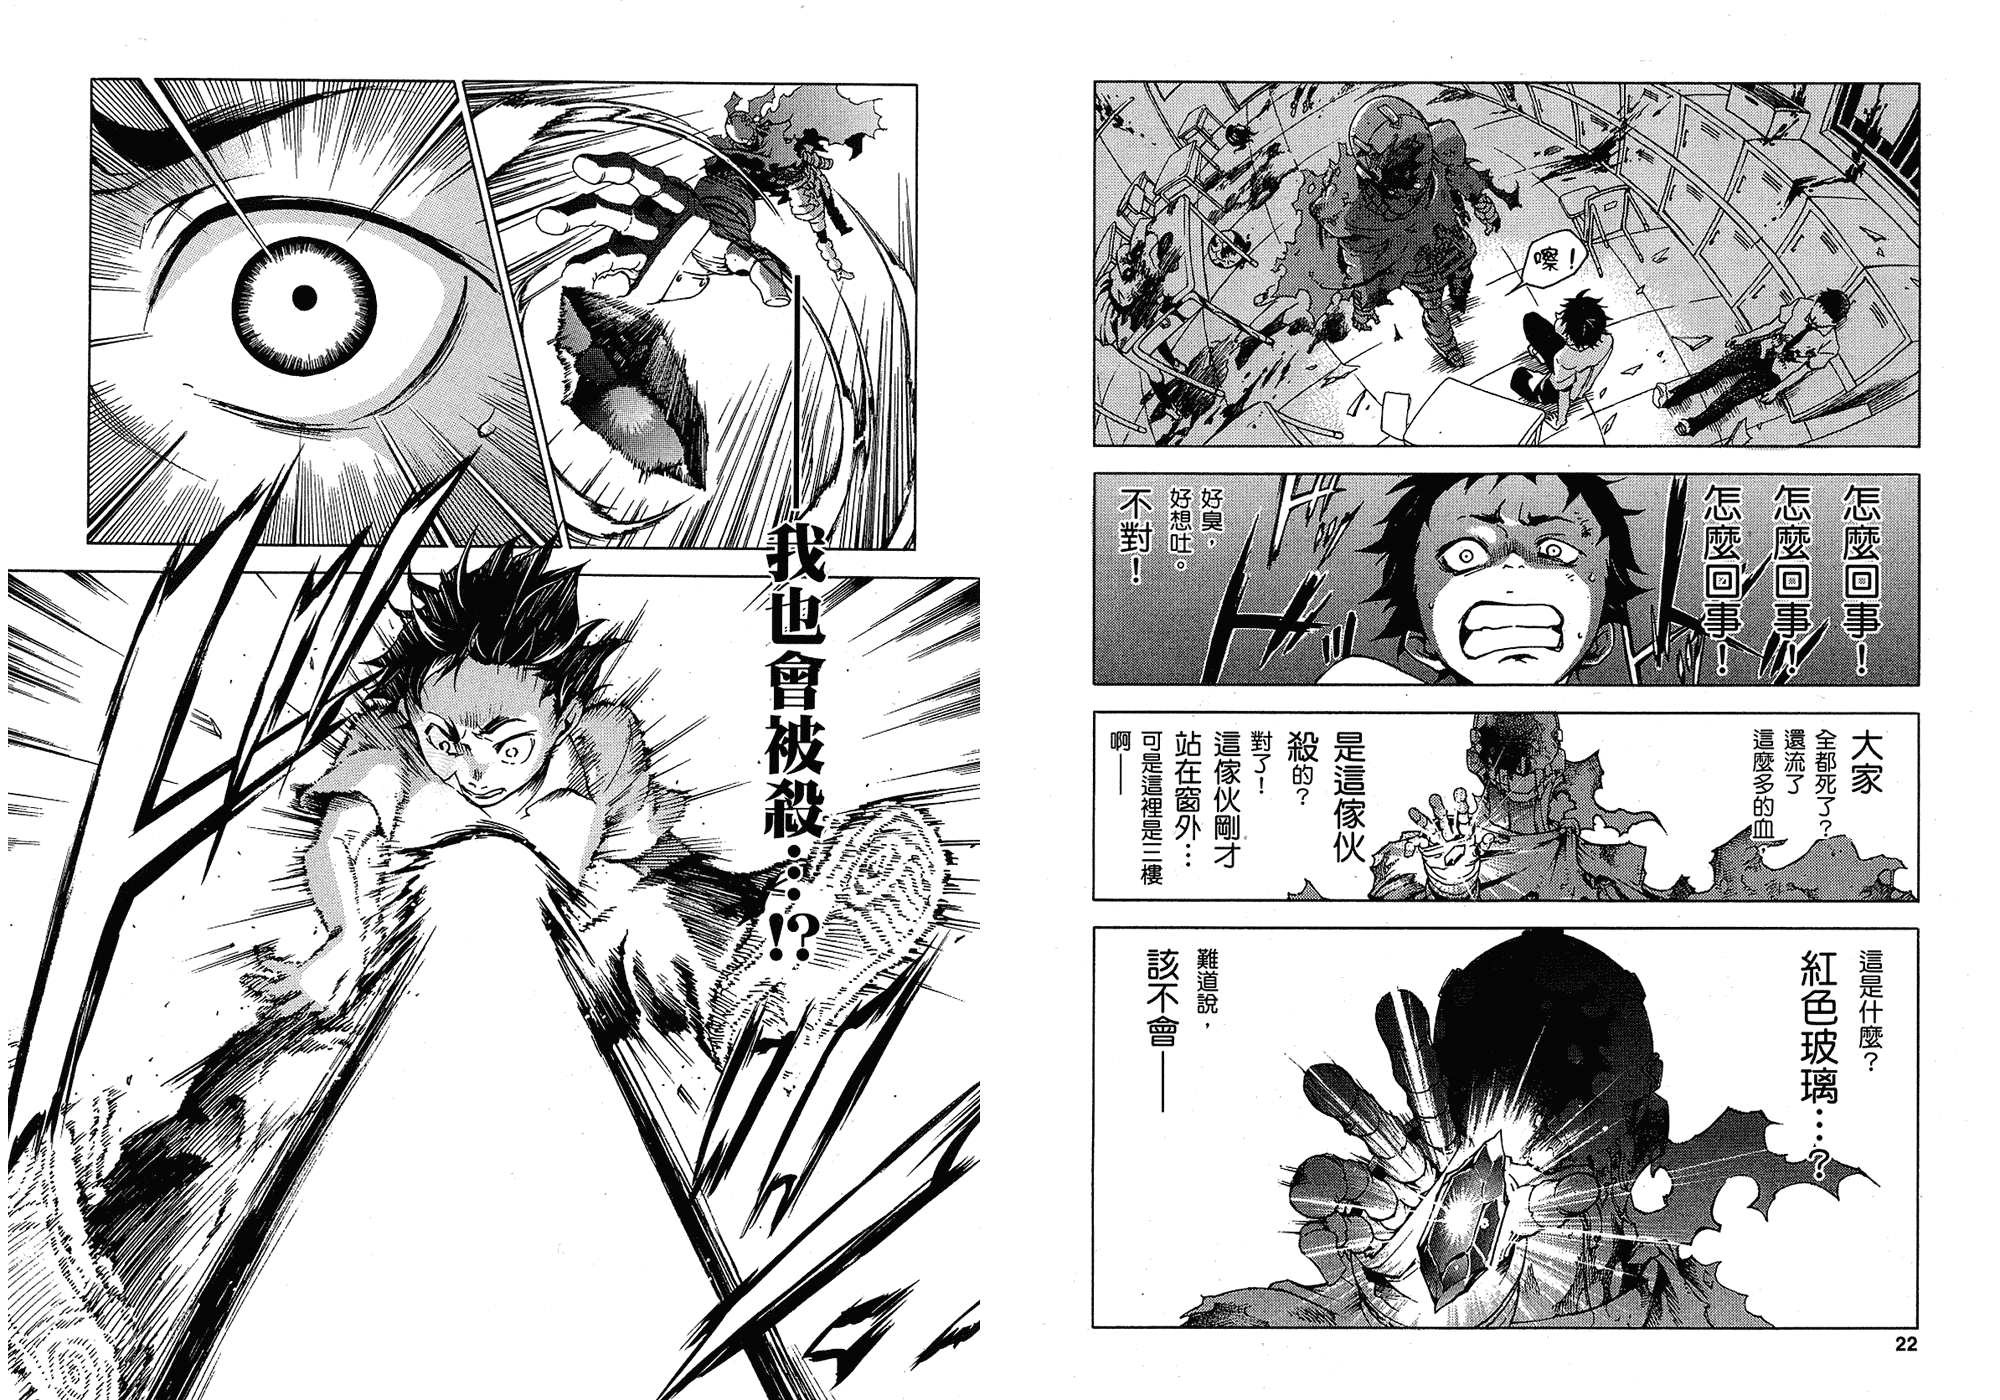 嚓！
怎麼回事！
怎麼回事！
怎麼回事！
好臭，
好想吐。
不對！
大家
全都死了？
還流了
這麼多的血
是這傢伙
殺的？
對了！
這傢伙剛才
站在窗外…
可是這裡是三樓
啊——
這是什麼？
紅色玻璃…？
難道說，
該不會——
22
——我也會被殺……!?